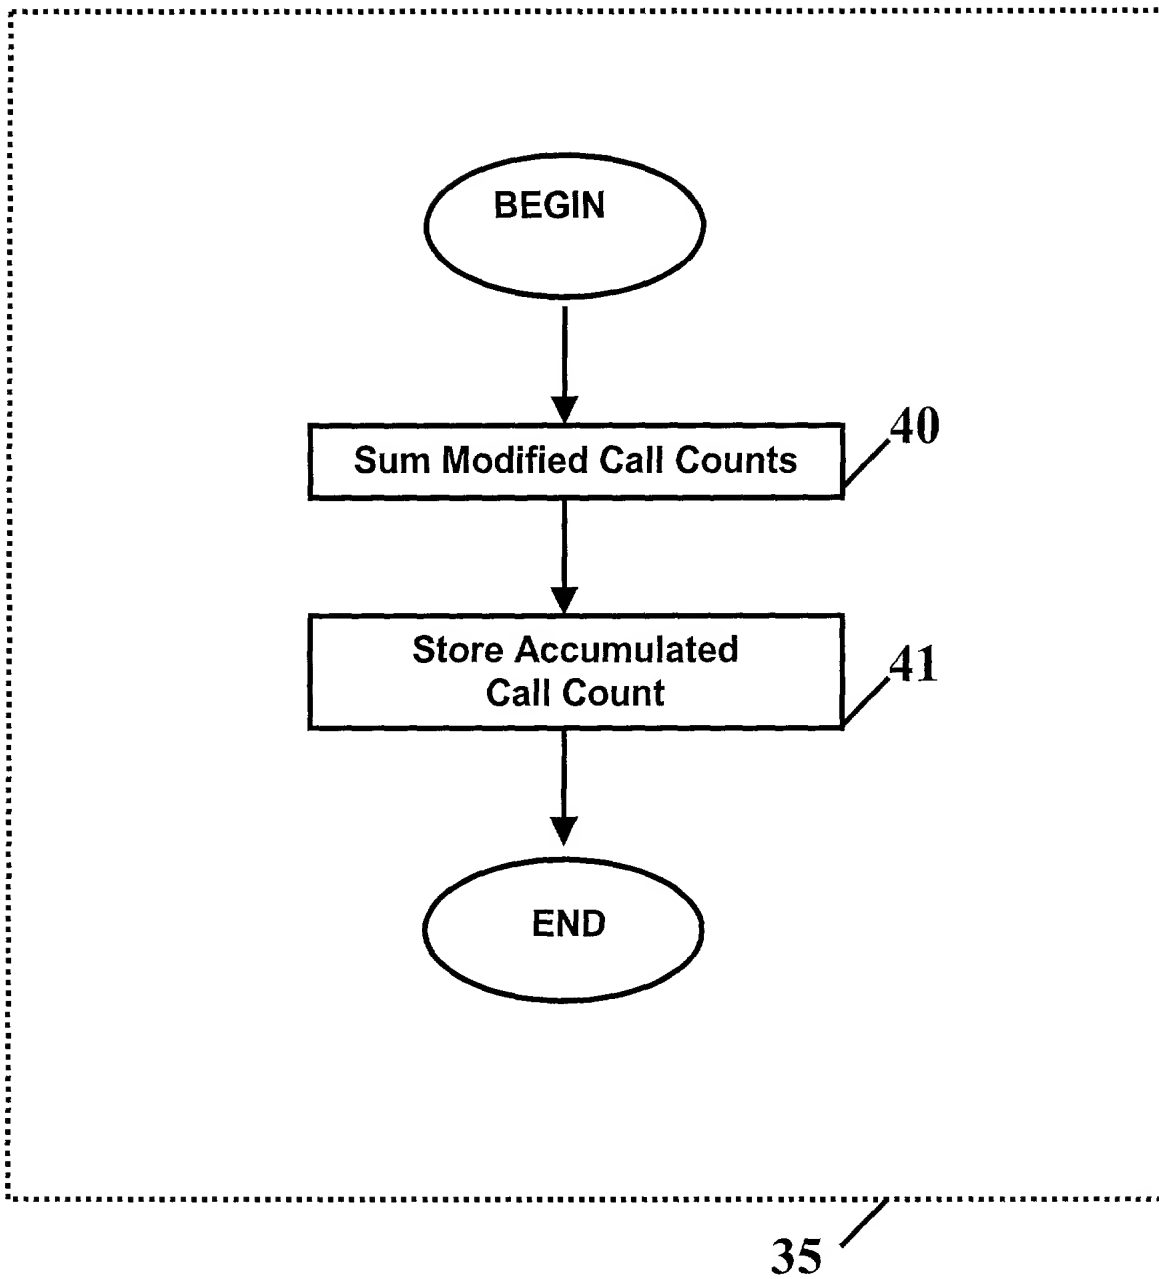 BEGIN
40
Sum Modified Call Counts
41
Store Accumulated
Call Count
END
35